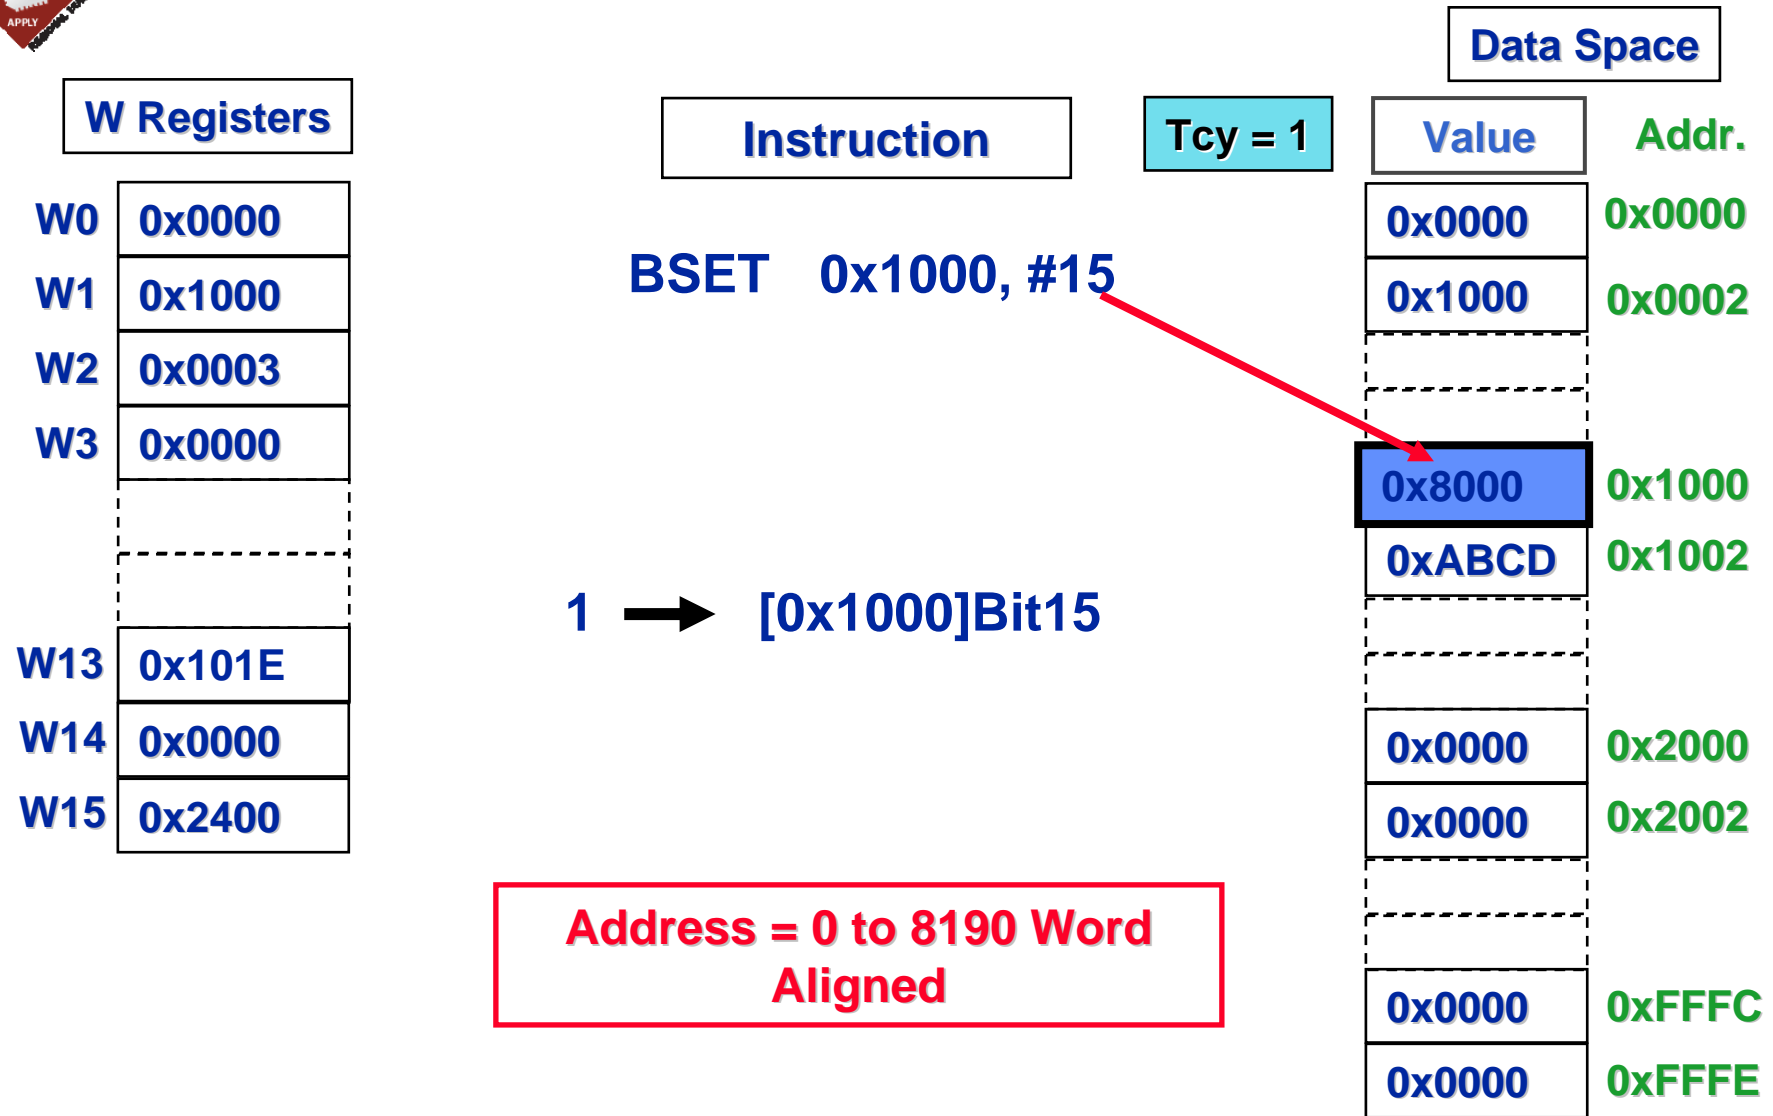 APPLY
Data Space
W Registers
Instruction
Tcy = 1
Value
Addr.
W0 0x0000
W1 0x1000
W2 0x0003
W3 0x0000
W13 0x101E
W14 0x0000
W15 0x2400
BSET 0x1000, #15
1 [0x1000]Bit15
Address = 0 to 8190 Word
Aligned
0x0000 0x0000
0x1000 0x0002
0x8000 0x1000
0xABCD 0x1002
0x0000 0x2000
0x0000 0x2002
0x0000 0xFFFC
0x0000 0xFFFE